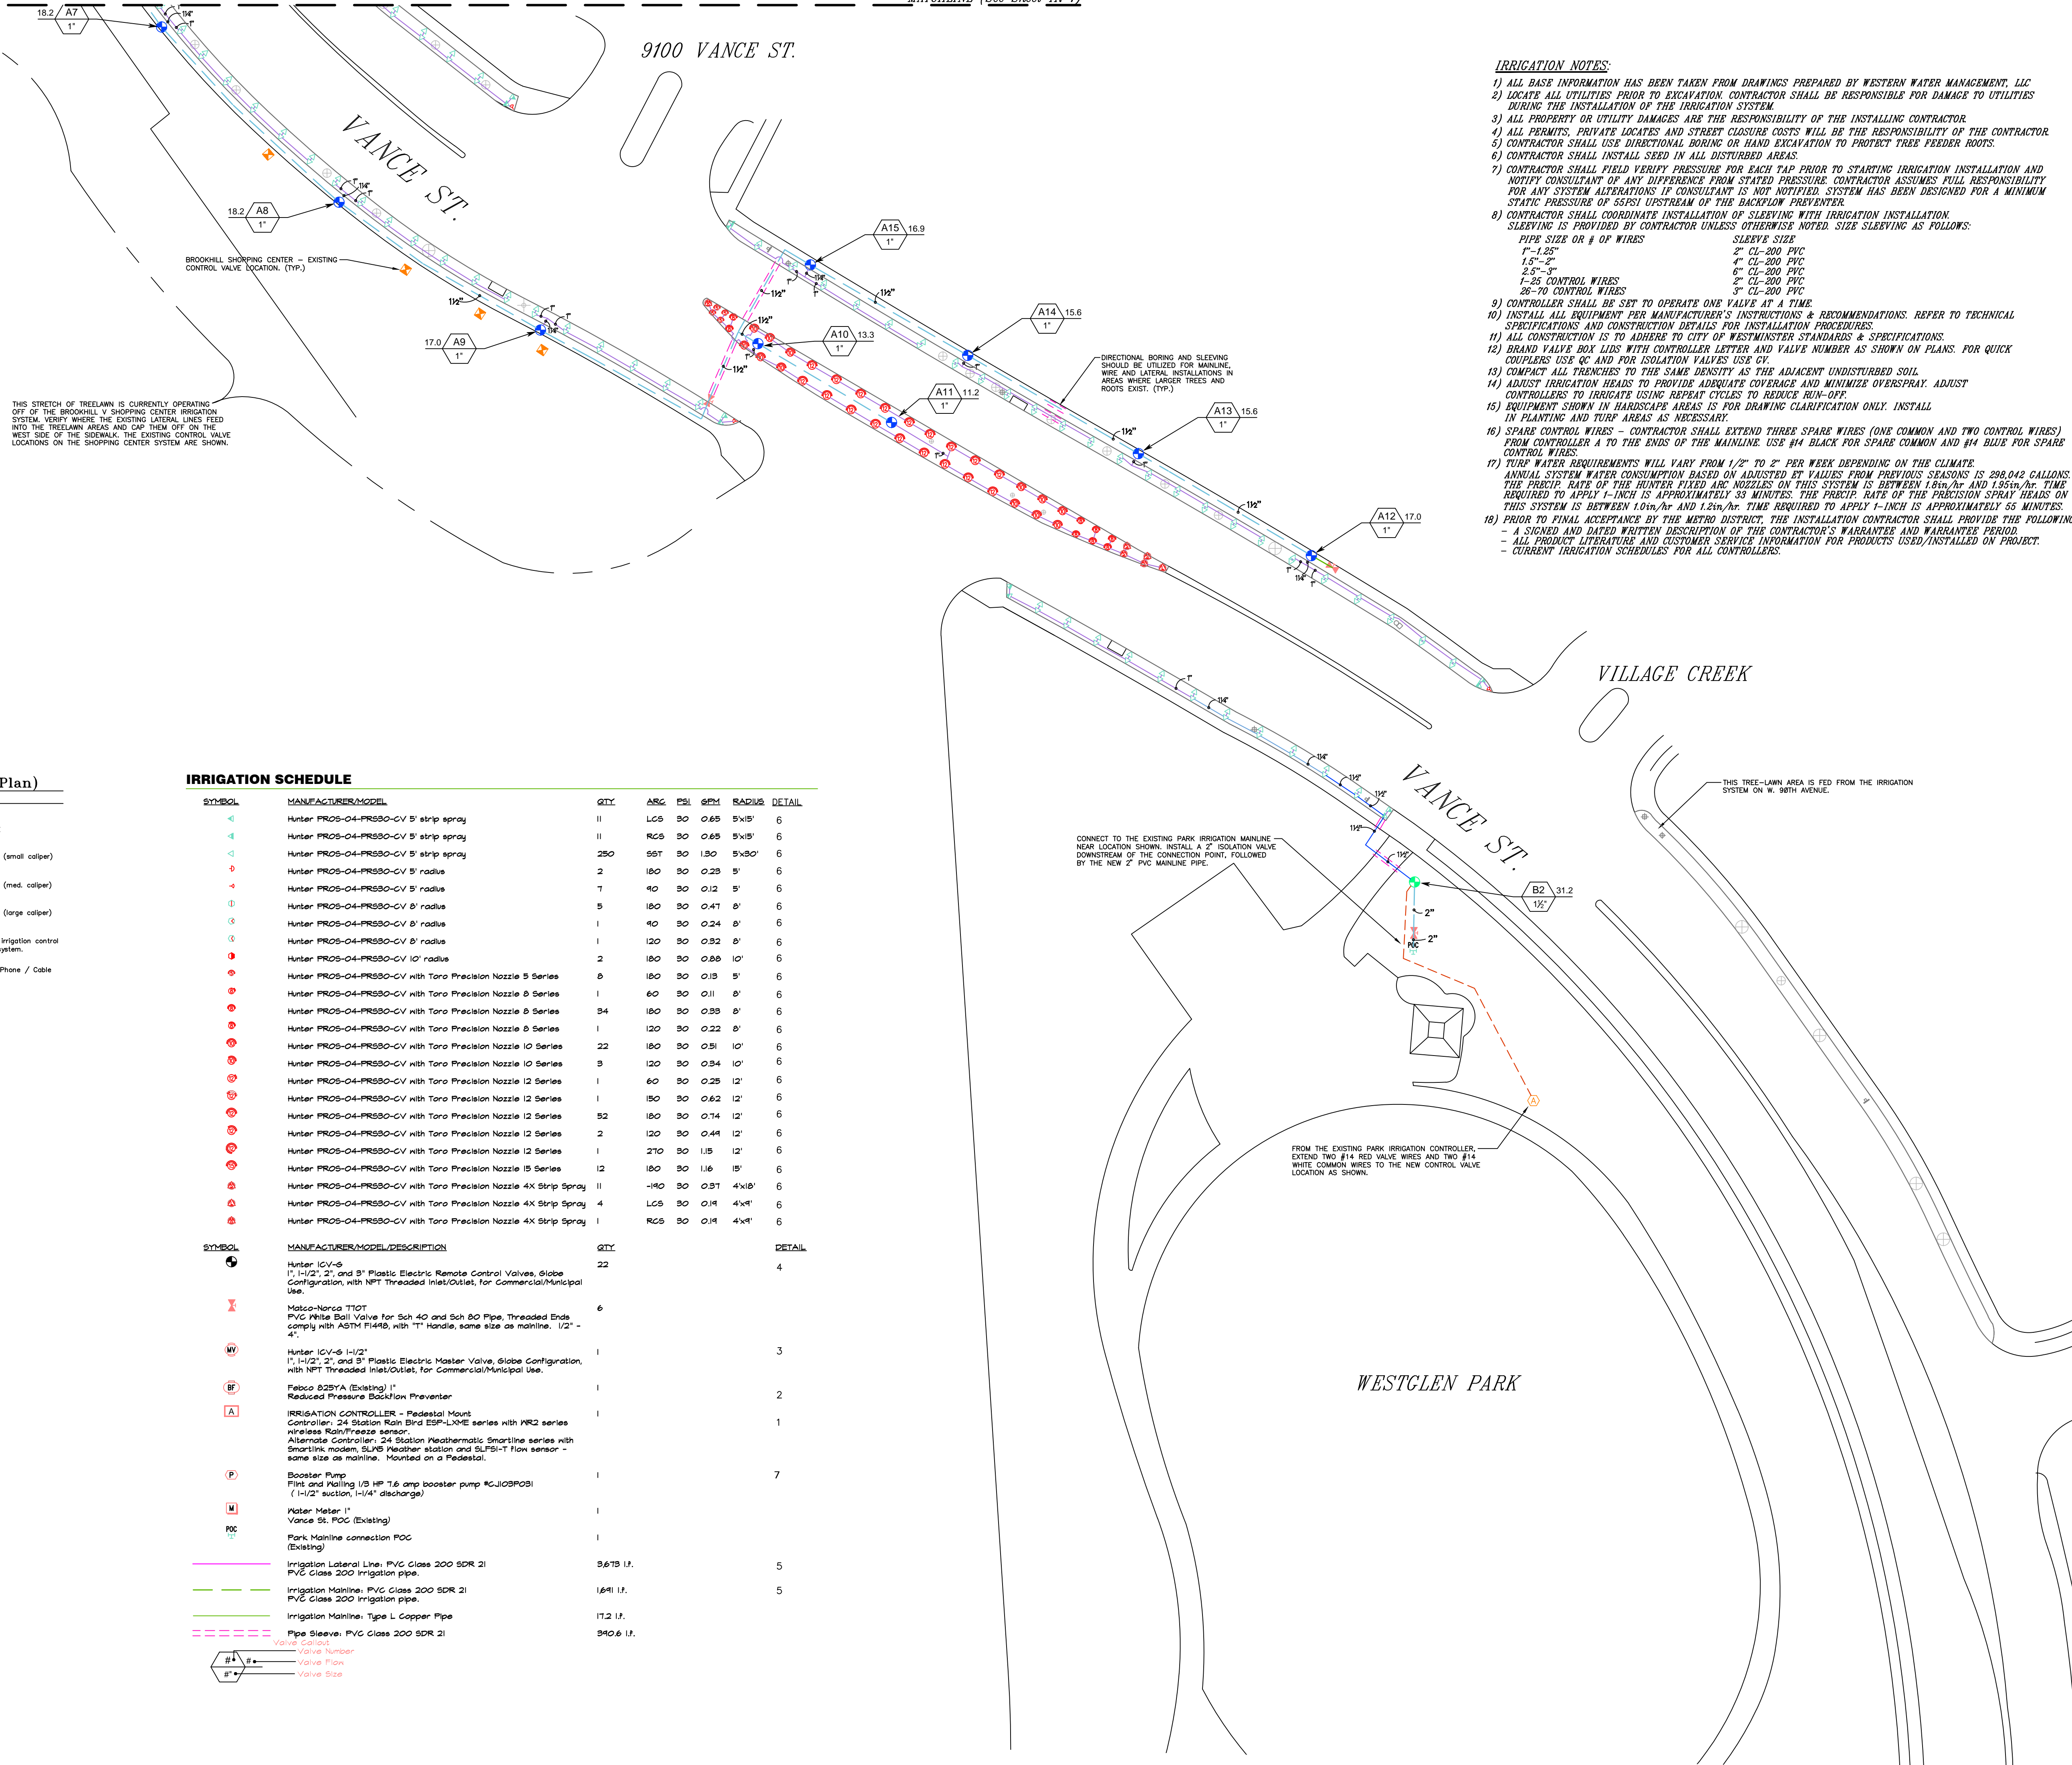 MATCHLINE (See Sheet IR-1)
9100 VANCE ST.
VANCE ST.
18.2 A7
1"
18.2 A8
1"
17.0 A9
1"
A10 13.3
1"
A11 11.2
1"
A15 16.9
1"
A14 15.6
1"
A13 15.6
1"
A12 17.0
1"
BROOKHILL SHOPPING CENTER - EXISTING
CONTROL VALVE LOCATION. (TYP.)
THIS STRETCH OF TREELAWN IS CURRENTLY OPERATING
OFF OF THE BROOKHILL V SHOPPING CENTER IRRIGATION
SYSTEM. VERIFY WHERE THE EXISTING LATERAL LINES FEED
INTO THE TREELAWN AREAS AND CAP THEM OFF ON THE
WEST SIDE OF THE SIDEWALK. THE EXISTING CONTROL VALVE
LOCATIONS ON THE SHOPPING CENTER SYSTEM ARE SHOWN.
DIRECTIONAL BORING AND SLEEVING
SHOULD BE UTILIZED FOR MAINLINE,
WIRE AND LATERAL INSTALLATIONS IN
AREAS WHERE LARGER TREES AND
ROOTS EXIST. (TYP.)
IRRIGATION NOTES:
1) ALL BASE INFORMATION HAS BEEN TAKEN FROM DRAWINGS PREPARED BY WESTERN WATER MANAGEMENT, LLC
2) LOCATE ALL UTILITIES PRIOR TO EXCAVATION. CONTRACTOR SHALL BE RESPONSIBLE FOR DAMAGE TO UTILITIES
DURING THE INSTALLATION OF THE IRRIGATION SYSTEM.
3) ALL PROPERTY OR UTILITY DAMAGES ARE THE RESPONSIBILITY OF THE INSTALLING CONTRACTOR.
4) ALL PERMITS, PRIVATE LOCATES AND STREET CLOSURE COSTS WILL BE THE RESPONSIBILITY OF THE CONTRACTOR.
5) CONTRACTOR SHALL USE DIRECTIONAL BORING OR HAND EXCAVATION TO PROTECT TREE FEEDER ROOTS.
6) CONTRACTOR SHALL INSTALL SEED IN ALL DISTURBED AREAS.
7) CONTRACTOR SHALL FIELD VERIFY PRESSURE FOR EACH TAP PRIOR TO STARTING IRRIGATION INSTALLATION AND
NOTIFY CONSULTANT OF ANY DIFFERENCE FROM STATED PRESSURE. CONTRACTOR ASSUMES FULL RESPONSIBILITY
FOR ANY SYSTEM ALTERATIONS IF CONSULTANT IS NOT NOTIFIED. SYSTEM HAS BEEN DESIGNED FOR A MINIMUM
STATIC PRESSURE OF 55PSI UPSTREAM OF THE BACKFLOW PREVENTER.
8) CONTRACTOR SHALL COORDINATE INSTALLATION OF SLEEVING WITH IRRIGATION INSTALLATION.
SLEEVING IS PROVIDED BY CONTRACTOR UNLESS OTHERWISE NOTED. SIZE SLEEVING AS FOLLOWS:
PIPE SIZE OR # OF WIRES SLEEVE SIZE
1"-1.25" 2" CL-200 PVC
1.5"-2" 4" CL-200 PVC
2.5"-3" 6" CL-200 PVC
1-25 CONTROL WIRES 2" CL-200 PVC
26-70 CONTROL WIRES 3" CL-200 PVC
9) CONTROLLER SHALL BE SET TO OPERATE ONE VALVE AT A TIME.
10) INSTALL ALL EQUIPMENT PER MANUFACTURER'S INSTRUCTIONS & RECOMMENDATIONS. REFER TO TECHNICAL
SPECIFICATIONS AND CONSTRUCTION DETAILS FOR INSTALLATION PROCEDURES.
11) ALL CONSTRUCTION IS TO ADHERE TO CITY OF WESTMINSTER STANDARDS & SPECIFICATIONS.
12) BRAND VALVE BOX LIDS WITH CONTROLLER LETTER AND VALVE NUMBER AS SHOWN ON PLANS. FOR QUICK
COUPLERS USE QC AND FOR ISOLATION VALVES USE GV.
13) COMPACT ALL TRENCHES TO THE SAME DENSITY AS THE ADJACENT UNDISTURBED SOIL.
14) ADJUST IRRIGATION HEADS TO PROVIDE ADEQUATE COVERAGE AND MINIMIZE OVERSPRAY. ADJUST
CONTROLLERS TO IRRIGATE USING REPEAT CYCLES TO REDUCE RUN-OFF.
15) EQUIPMENT SHOWN IN HARDSCAPE AREAS IS FOR DRAWING CLARIFICATION ONLY. INSTALL
IN PLANTING AND TURF AREAS AS NECESSARY.
16) SPARE CONTROL WIRES - CONTRACTOR SHALL EXTEND THREE SPARE WIRES (ONE COMMON AND TWO CONTROL WIRES)
FROM CONTROLLER A TO THE ENDS OF THE MAINLINE. USE #14 BLACK FOR SPARE COMMON AND #14 BLUE FOR SPARE
CONTROL WIRES.
17) TURF WATER REQUIREMENTS WILL VARY FROM 1/2" TO 2" PER WEEK DEPENDING ON THE CLIMATE.
ANNUAL SYSTEM WATER CONSUMPTION BASED ON ADJUSTED ET VALUES FROM PREVIOUS SEASONS IS 298,042 GALLONS.
THE PRECIP. RATE OF THE HUNTER FIXED ARC NOZZLES ON THIS SYSTEM IS BETWEEN 1.8in/hr AND 1.95in/hr. TIME
REQUIRED TO APPLY 1-INCH IS APPROXIMATELY 33 MINUTES. THE PRECIP. RATE OF THE PRECISION SPRAY HEADS ON
THIS SYSTEM IS BETWEEN 1.0in/hr AND 1.2in/hr. TIME REQUIRED TO APPLY 1-INCH IS APPROXIMATELY 55 MINUTES.
18) PRIOR TO FINAL ACCEPTANCE BY THE METRO DISTRICT, THE INSTALLATION CONTRACTOR SHALL PROVIDE THE FOLLOWING
- A SIGNED AND DATED WRITTEN DESCRIPTION OF THE CONTRACTOR'S WARRANTEE AND WARRANTEE PERIOD.
- ALL PRODUCT LITERATURE AND CUSTOMER SERVICE INFORMATION FOR PRODUCTS USED/INSTALLED ON PROJECT.
- CURRENT IRRIGATION SCHEDULES FOR ALL CONTROLLERS.
VILLAGE CREEK
VANCE ST.
THIS TREE-LAWN AREA IS FED FROM THE IRRIGATION
SYSTEM ON W. 90TH AVENUE.
CONNECT TO THE EXISTING PARK IRRIGATION MAINLINE
NEAR LOCATION SHOWN. INSTALL A 2" ISOLATION VALVE
DOWNSTREAM OF THE CONNECTION POINT, FOLLOWED
BY THE NEW 2" PVC MAINLINE PIPE.
B2 31.2
1½"
2"
2"
POC
A
FROM THE EXISTING PARK IRRIGATION CONTROLLER,
EXTEND TWO #14 RED VALVE WIRES AND TWO #14
WHITE COMMON WIRES TO THE NEW CONTROL VALVE
LOCATION AS SHOWN.
WESTGLEN PARK
Plan)
(small caliper)
(med. caliper)
(large caliper)
irrigation control
ystem.
Phone / Cable
IRRIGATION SCHEDULE
SYMBOL MANUFACTURER/MODEL QTY ARC PSI GPM RADIUS DETAIL
Hunter PROS-04-PRS30-CV 5' strip spray 11 LCS 30 0.65 5'x15' 6
Hunter PROS-04-PRS30-CV 5' strip spray 11 RCS 30 0.65 5'x15' 6
Hunter PROS-04-PRS30-CV 5' strip spray 250 SST 30 1.30 5'x30' 6
Hunter PROS-04-PRS30-CV 5' radius 2 180 30 0.23 5' 6
Hunter PROS-04-PRS30-CV 5' radius 7 90 30 0.12 5' 6
Hunter PROS-04-PRS30-CV 8' radius 5 180 30 0.47 8' 6
Hunter PROS-04-PRS30-CV 8' radius 1 90 30 0.24 8' 6
Hunter PROS-04-PRS30-CV 8' radius 1 120 30 0.32 8' 6
Hunter PROS-04-PRS30-CV 10' radius 2 180 30 0.88 10' 6
Hunter PROS-04-PRS30-CV with Toro Precision Nozzle 5 Series 8 180 30 0.13 5' 6
Hunter PROS-04-PRS30-CV with Toro Precision Nozzle 8 Series 1 60 30 0.11 8' 6
Hunter PROS-04-PRS30-CV with Toro Precision Nozzle 8 Series 34 180 30 0.33 8' 6
Hunter PROS-04-PRS30-CV with Toro Precision Nozzle 8 Series 1 120 30 0.22 8' 6
Hunter PROS-04-PRS30-CV with Toro Precision Nozzle 10 Series 22 180 30 0.51 10' 6
Hunter PROS-04-PRS30-CV with Toro Precision Nozzle 10 Series 3 120 30 0.34 10' 6
Hunter PROS-04-PRS30-CV with Toro Precision Nozzle 12 Series 1 60 30 0.25 12' 6
Hunter PROS-04-PRS30-CV with Toro Precision Nozzle 12 Series 1 150 30 0.62 12' 6
Hunter PROS-04-PRS30-CV with Toro Precision Nozzle 12 Series 52 180 30 0.74 12' 6
Hunter PROS-04-PRS30-CV with Toro Precision Nozzle 12 Series 2 120 30 0.49 12' 6
Hunter PROS-04-PRS30-CV with Toro Precision Nozzle 12 Series 1 270 30 1.15 12' 6
Hunter PROS-04-PRS30-CV with Toro Precision Nozzle 15 Series 12 180 30 1.16 15' 6
Hunter PROS-04-PRS30-CV with Toro Precision Nozzle 4X Strip Spray 11 -190 30 0.37 4'x18' 6
Hunter PROS-04-PRS30-CV with Toro Precision Nozzle 4X Strip Spray 4 LCS 30 0.19 4'x9' 6
Hunter PROS-04-PRS30-CV with Toro Precision Nozzle 4X Strip Spray 1 RCS 30 0.19 4'x9' 6
SYMBOL MANUFACTURER/MODEL/DESCRIPTION QTY DETAIL
Hunter ICV-G 22 4
1", 1-1/2", 2", and 3" Plastic Electric Remote Control Valves, Globe
Configuration, with NPT Threaded Inlet/Outlet, for Commercial/Municipal
Use.
Matco-Norca 770T 6
PVC White Ball Valve for Sch 40 and Sch 80 Pipe, Threaded Ends
comply with ASTM F1498, with "T" Handle, same size as mainline. 1/2" -
4".
MV Hunter ICV-G 1-1/2" 1 3
1", 1-1/2", 2", and 3" Plastic Electric Master Valve, Globe Configuration,
with NPT Threaded Inlet/Outlet, for Commercial/Municipal Use.
BF Febco 825YA (Existing) 1" 1 2
Reduced Pressure Backflow Preventer
A IRRIGATION CONTROLLER - Pedestal Mount 1 1
Controller: 24 Station Rain Bird ESP-LXME series with WR2 series
wireless Rain/Freeze sensor.
Alternate Controller: 24 Station Weathermatic Smartline series with
Smartlink modem, SLW5 Weather station and SLFSI-T flow sensor -
same size as mainline. Mounted on a Pedestal.
P Booster Pump 1 7
Flint and Walling 1/3 HP 7.6 amp booster pump #CJ103P031
( 1-1/2" suction, 1-1/4" discharge)
M Water Meter 1" 1
Vance St. POC (Existing)
POC Park Mainline connection POC 1
(Existing)
Irrigation Lateral Line: PVC Class 200 SDR 21 3,673 l.f. 5
PVC Class 200 irrigation pipe.
Irrigation Mainline: PVC Class 200 SDR 21 1,691 l.f. 5
PVC Class 200 irrigation pipe.
Irrigation Mainline: Type L Copper Pipe 17.2 l.f.
Pipe Sleeve: PVC Class 200 SDR 21 390.6 l.f.
Valve Callout
# # Valve Number
Valve Flow
#" Valve Size